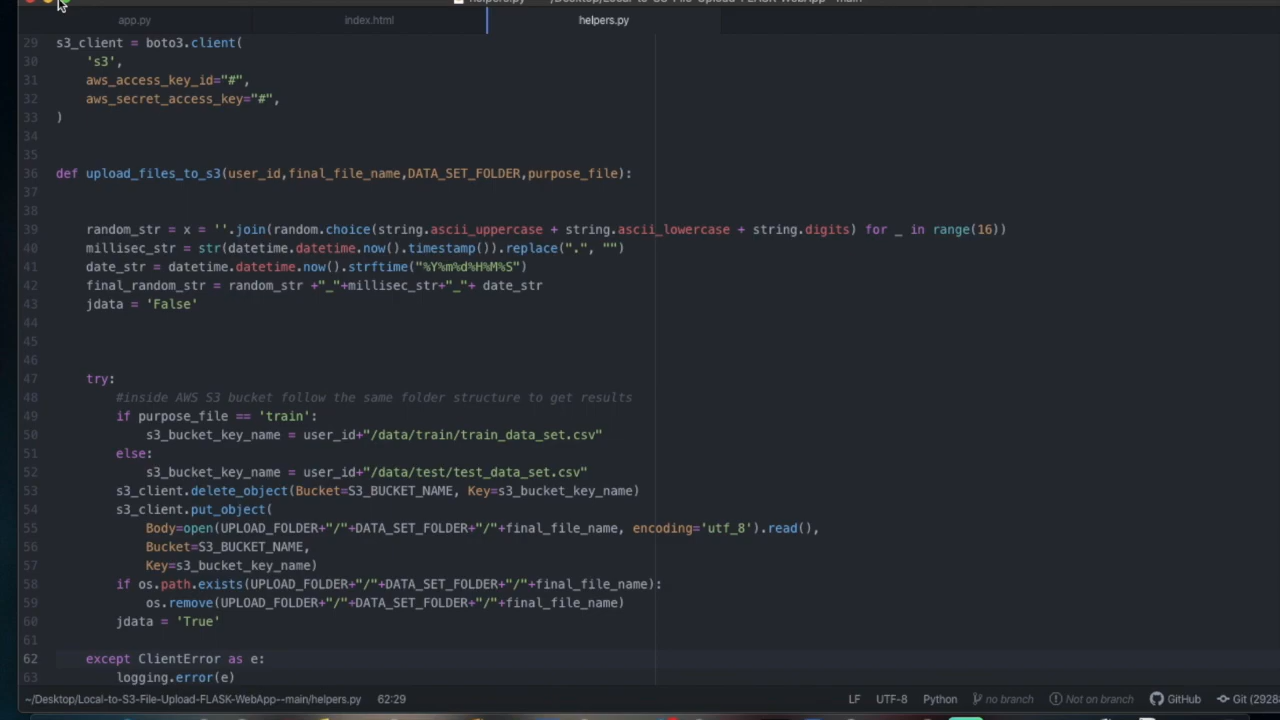 app.py index.html helpers.py
29 s3_client = boto3.client(
30 's3',
31 aws_access_key_id="#",
32 aws_secret_access_key="#",
33 )
34
35
36 def upload_files_to_s3(user_id,final_file_name,DATA_SET_FOLDER,purpose_file):
37
38
39 random_str = x = ''.join(random.choice(string.ascii_uppercase + string.ascii_lowercase + string.digits) for _ in range(16))
40 millisec_str = str(datetime.datetime.now().timestamp()).replace(".", "")
41 date_str = datetime.datetime.now().strftime("%Y%m%d%H%M%S")
42 final_random_str = random_str +"_"+millisec_str+"_"+ date_str
43 jdata = 'False'
44
45
46
47 try:
48 #inside AWS S3 bucket follow the same folder structure to get results
49 if purpose_file == 'train':
50 s3_bucket_key_name = user_id+"/data/train/train_data_set.csv"
51 else:
52 s3_bucket_key_name = user_id+"/data/test/test_data_set.csv"
53 s3_client.delete_object(Bucket=S3_BUCKET_NAME, Key=s3_bucket_key_name)
54 s3_client.put_object(
55 Body=open(UPLOAD_FOLDER+"/"+DATA_SET_FOLDER+"/"+final_file_name, encoding='utf_8').read(),
56 Bucket=S3_BUCKET_NAME,
57 Key=s3_bucket_key_name)
58 if os.path.exists(UPLOAD_FOLDER+"/"+DATA_SET_FOLDER+"/"+final_file_name):
59 os.remove(UPLOAD_FOLDER+"/"+DATA_SET_FOLDER+"/"+final_file_name)
60 jdata = 'True'
61
62 except ClientError as e:
63 logging.error(e)
~/Desktop/Local-to-S3-File-Upload-FLASK-WebApp--main/helpers.py 62:29 LF UTF-8 Python no branch Not on branch GitHub Git (2928